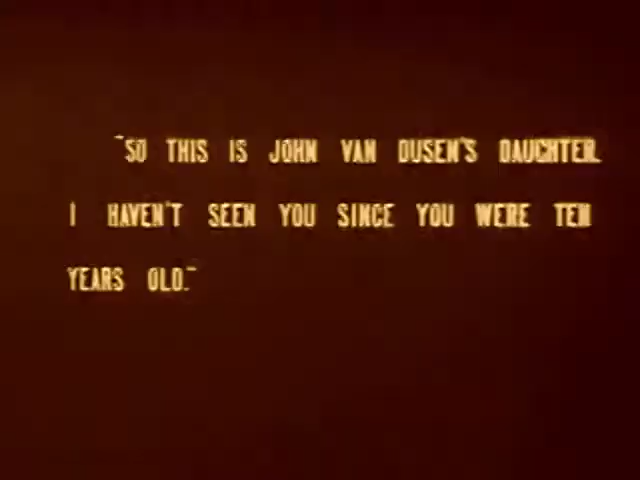 "SO THIS IS JOHN VAN DUSEN'S DAUGHTER.
I HAVEN'T SEEN YOU SINCE YOU WERE TEN
YEARS OLD."